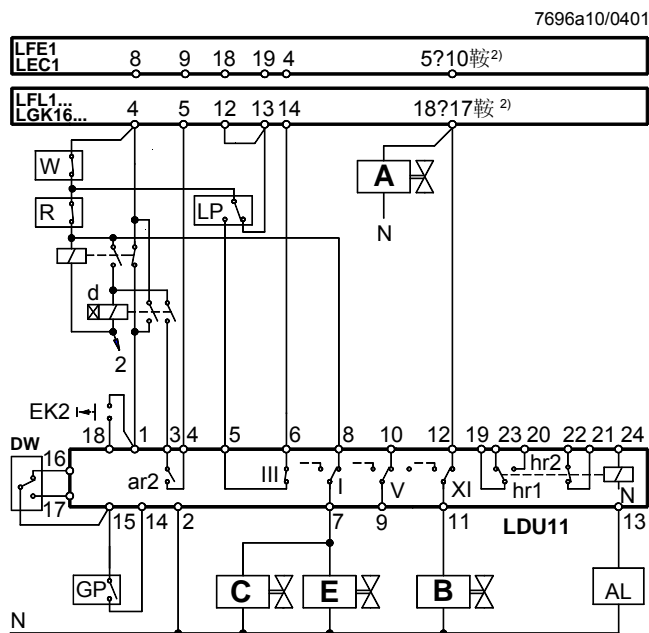 7696a10/0401
LFE1
LEC1
8 9 18 19 4 5?10鞍2)
LFL1...
LGK16...
4 5 12 13 14 18?17鞍 2)
W
A
R
LP
N
d
2
EK2
18 1 3 4 5 6 8 10 12 19 23 20 22 21 24
DW
16
ar2
III
I
V
XI
hr2
hr1
N
17
15 14 2 7 9 11 LDU11 13
GP
C
E
B
AL
N